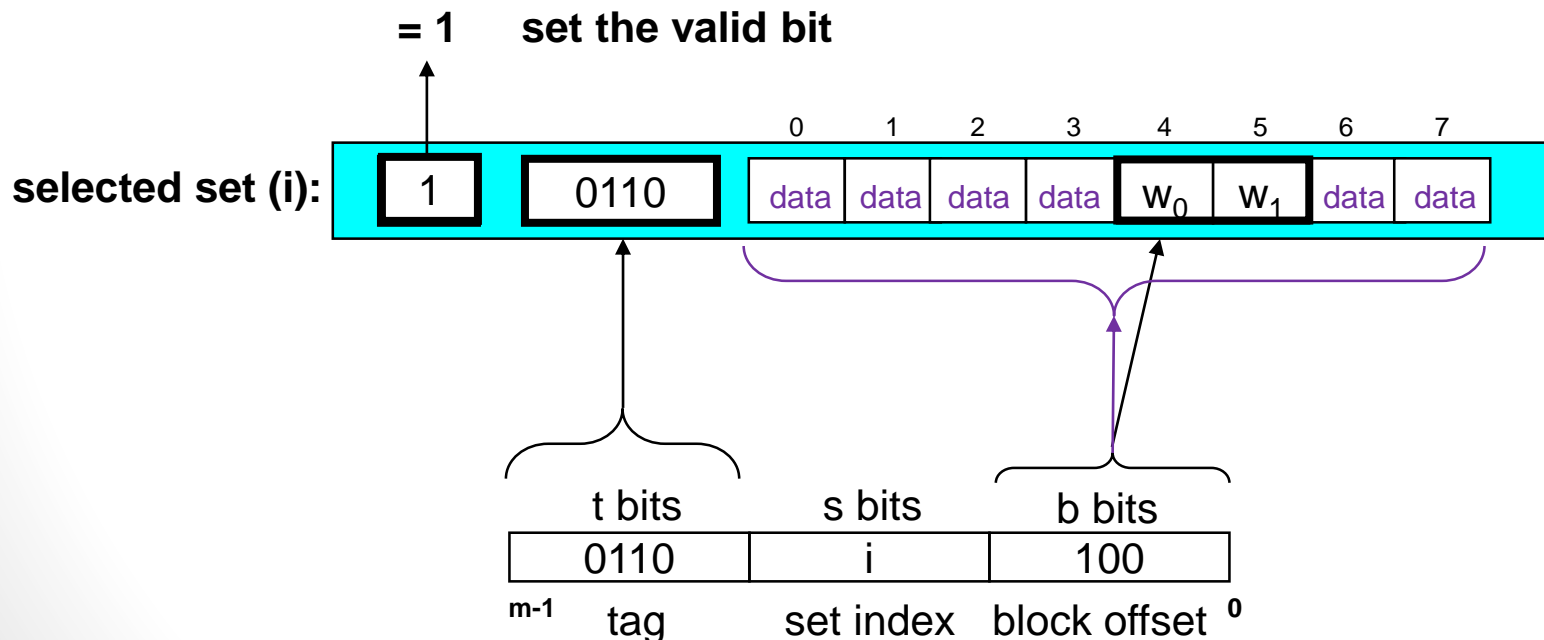 = 1 set the valid bit
0 1 2 3 4 5 6 7
selected set (i): 1 0110 data data data data w₀ w₁ data data
t bits s bits b bits
0110 i 100
m-1 tag set index block offset 0